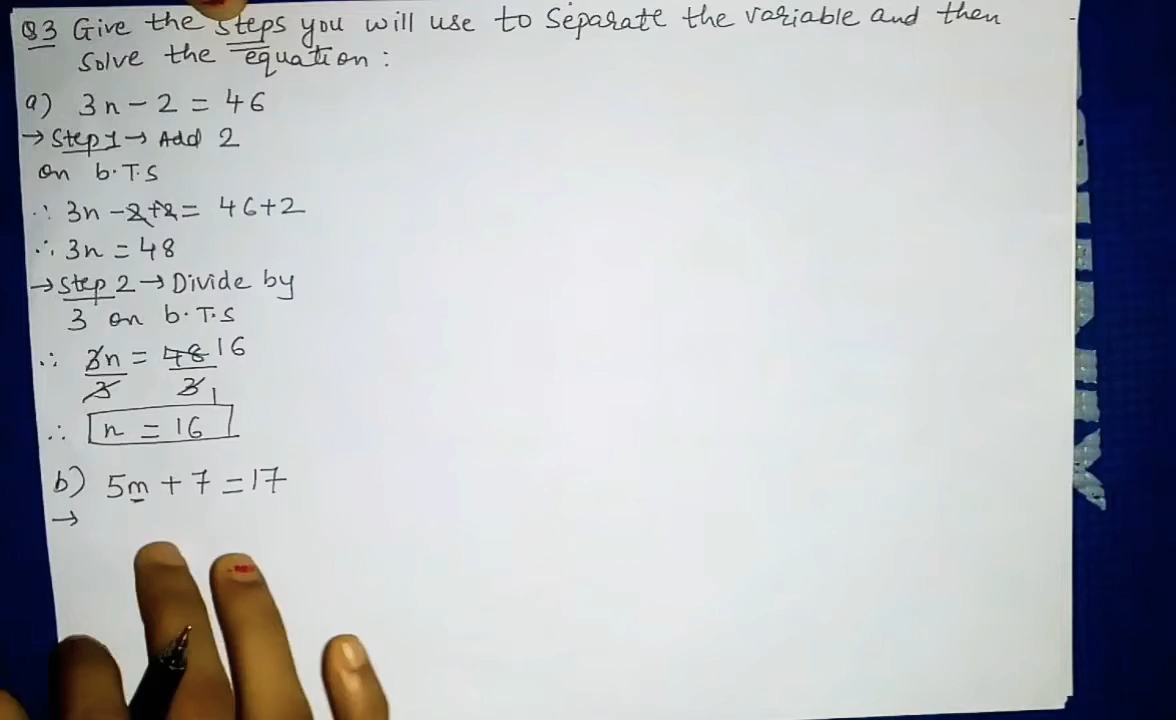 Q3 Give the steps you will use to separate the variable and then
solve the equation :
a) 3n - 2 = 46
→ Step 1 → Add 2
on b.T.S
∴ 3n - 2 + 2 = 46+2
∴ 3n = 48
→ Step 2 → Divide by
3 on b.T.S
∴ 3n/3 = 48/3 16 1
∴ n = 16
b) 5m + 7 = 17
→